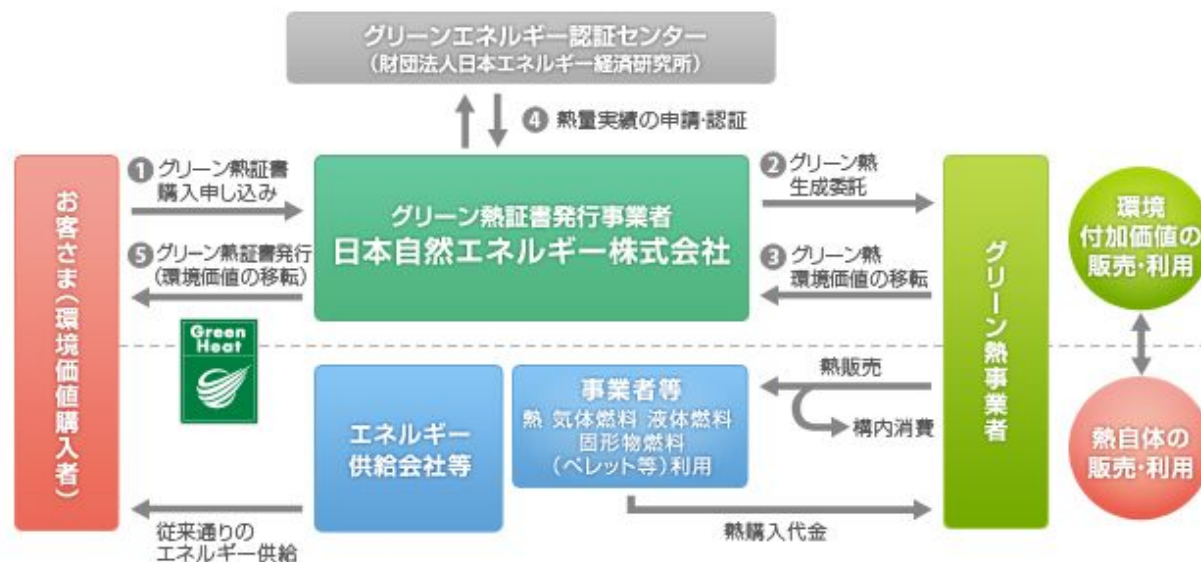 グリーンエネルギー認証センター
（財団法人日本エネルギー経済研究所）
4 熱量実績の申請・認証
お客さま（環境価値購入者）
1 グリーン熱証書
購入申し込み
グリーン熱証書発行事業者
日本自然エネルギー株式会社
2 グリーン熱
生成委託
5 グリーン熱証書発行
（環境価値の移転）
3 グリーン熱
環境価値の移転
グリーン熱事業者
環境
付加価値の
販売・利用
Green
Heat
エネルギー
供給会社等
事業者等
熱 気体燃料 液体燃料
固形物燃料
（ペレット等）利用
熱販売
構内消費
熱自体の
販売・利用
従来通りの
エネルギー供給
熱購入代金